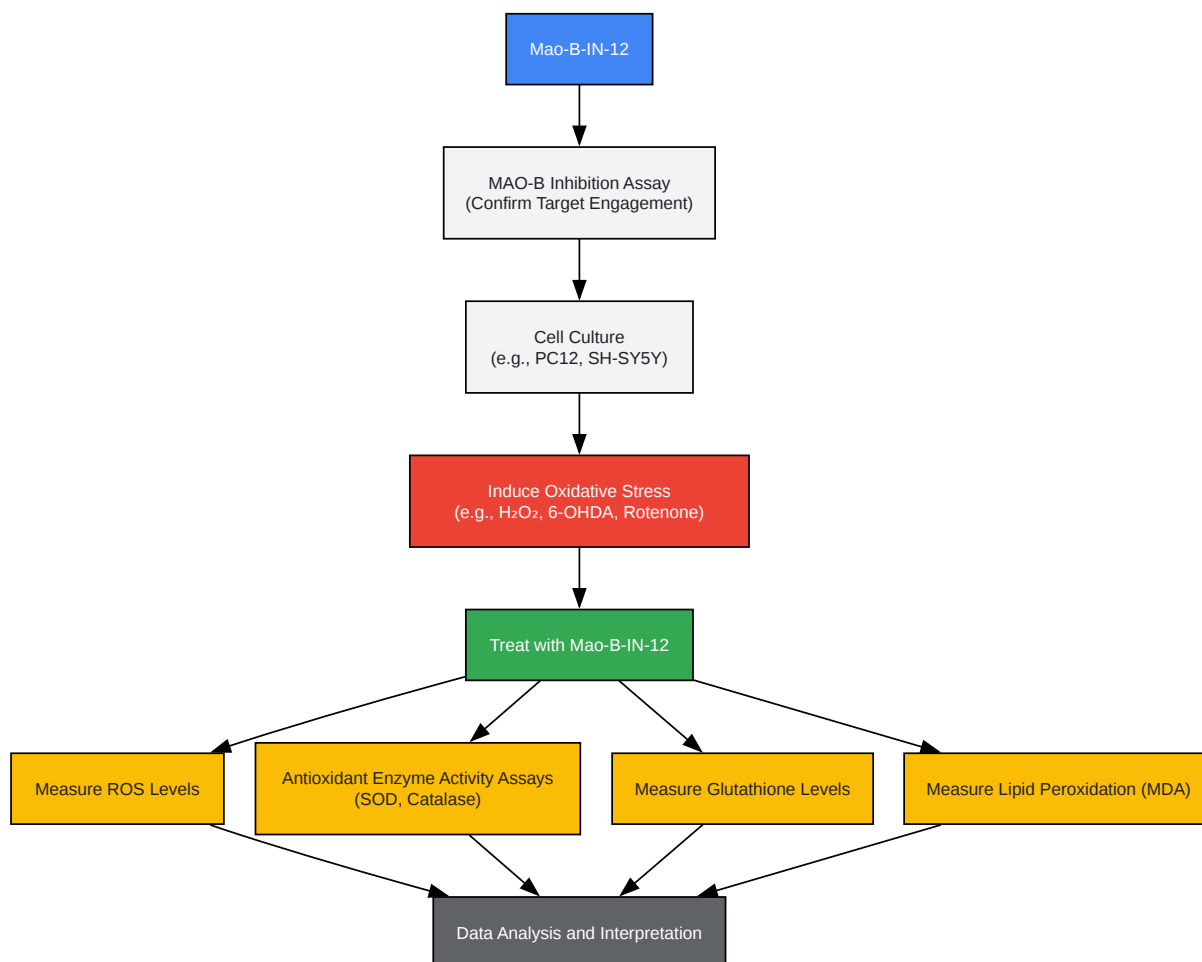 Mao-B-IN-12
MAO-B Inhibition Assay
(Confirm Target Engagement)
Cell Culture
(e.g., PC12, SH-SY5Y)
Induce Oxidative Stress
(e.g., H₂O₂, 6-OHDA, Rotenone)
Treat with Mao-B-IN-12
Measure ROS Levels
Antioxidant Enzyme Activity Assays
(SOD, Catalase)
Measure Glutathione Levels
Measure Lipid Peroxidation (MDA)
Data Analysis and Interpretation